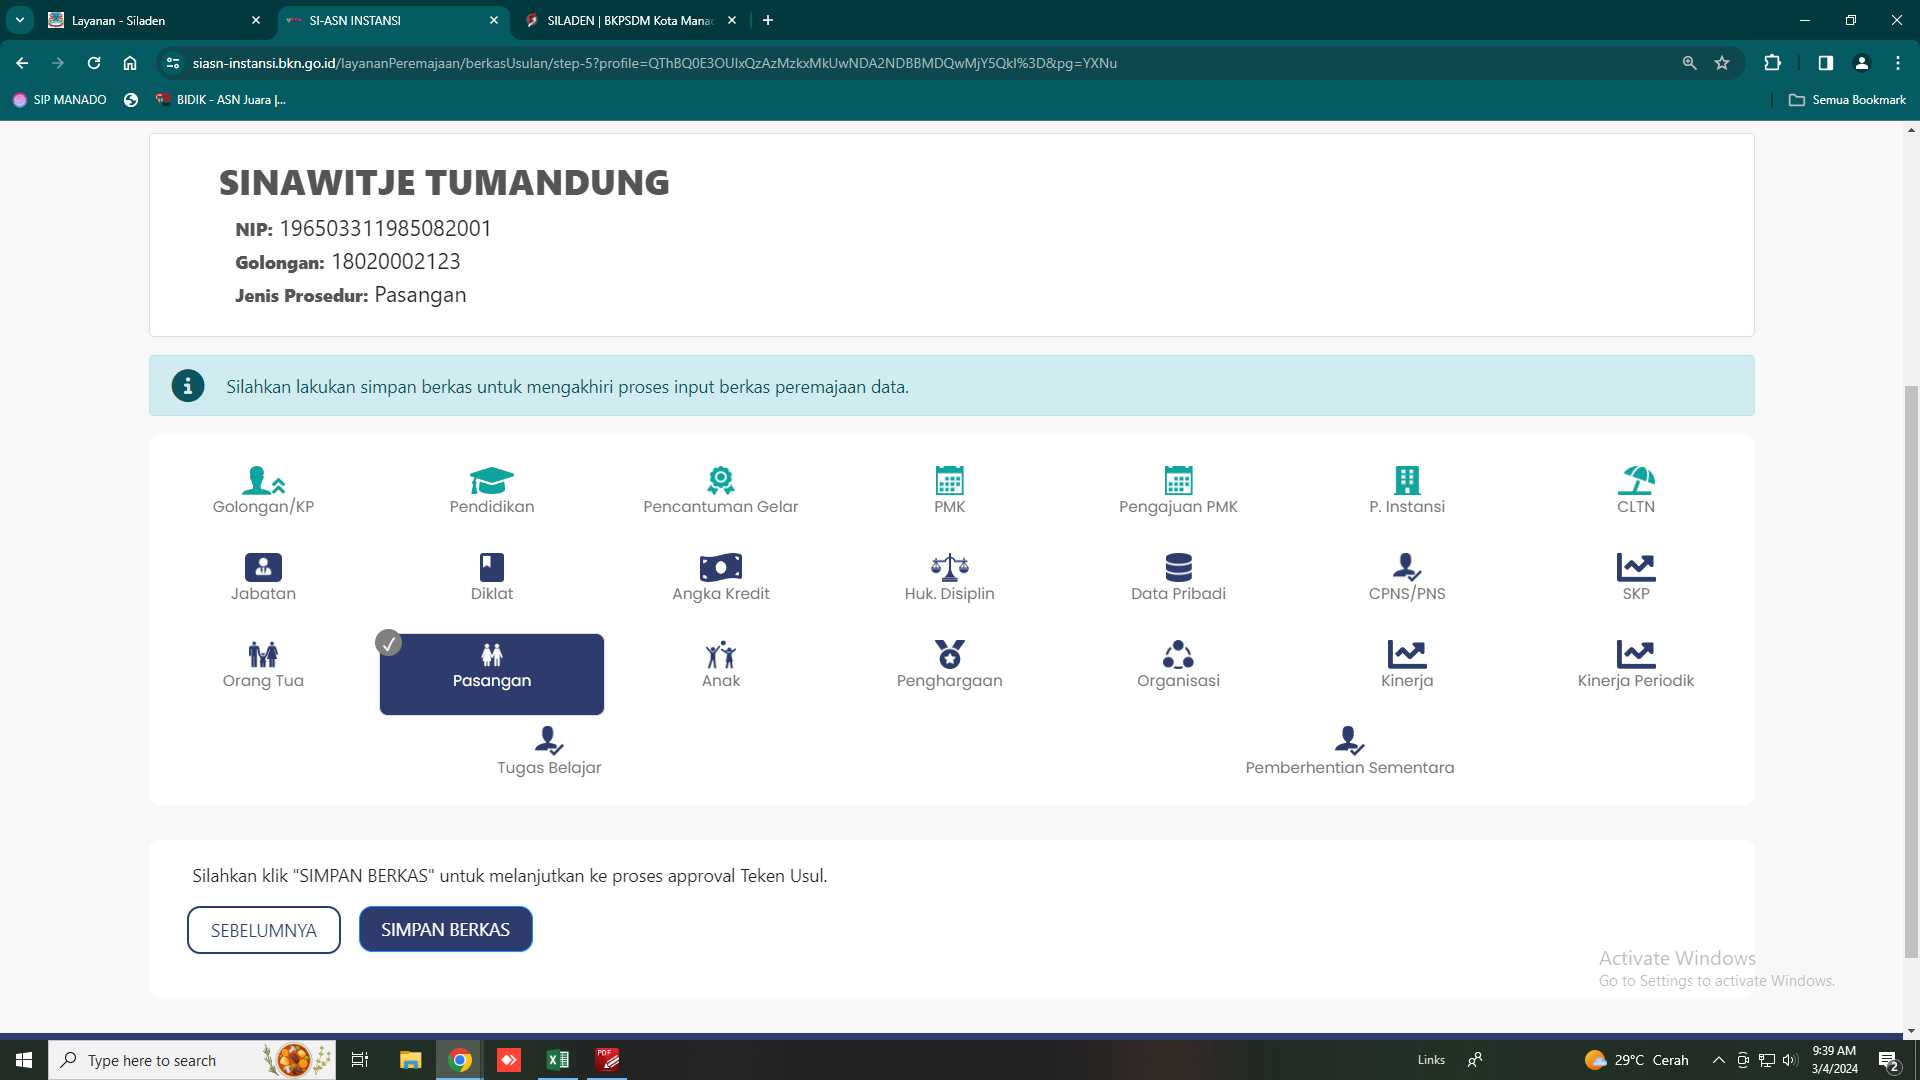 Layanan - Siladen
SI-ASN INSTANSI
SILADEN | BKPSDM Kota Mana
siasn-instansi.bkn.go.id/layananPeremajaan/berkasUsulan/step-5?profile=QThBQ0E3OUIxQzAzMzkxMkUwNDA2NDBBMDQwMjY5QkI%3D&pg=YXNu
SIP MANADO
BIDIK - ASN Juara |...
Semua Bookmark
SINAWITJE TUMANDUNG
NIP: 196503311985082001
Golongan: 18020002123
Jenis Prosedur: Pasangan
Silahkan lakukan simpan berkas untuk mengakhiri proses input berkas peremajaan data.
Golongan/KP
Pendidikan
Pencantuman Gelar
PMK
Pengajuan PMK
P. Instansi
CLTN
Jabatan
Diklat
Angka Kredit
Huk. Disiplin
Data Pribadi
CPNS/PNS
SKP
Orang Tua
Pasangan
Anak
Penghargaan
Organisasi
Kinerja
Kinerja Periodik
Tugas Belajar
Pemberhentian Sementara
Silahkan klik "SIMPAN BERKAS" untuk melanjutkan ke proses approval Teken Usul.
SEBELUMNYA
SIMPAN BERKAS
Activate Windows
Go to Settings to activate Windows.
Type here to search
PDF
Links
29°C Cerah
9:39 AM
3/4/2024
2